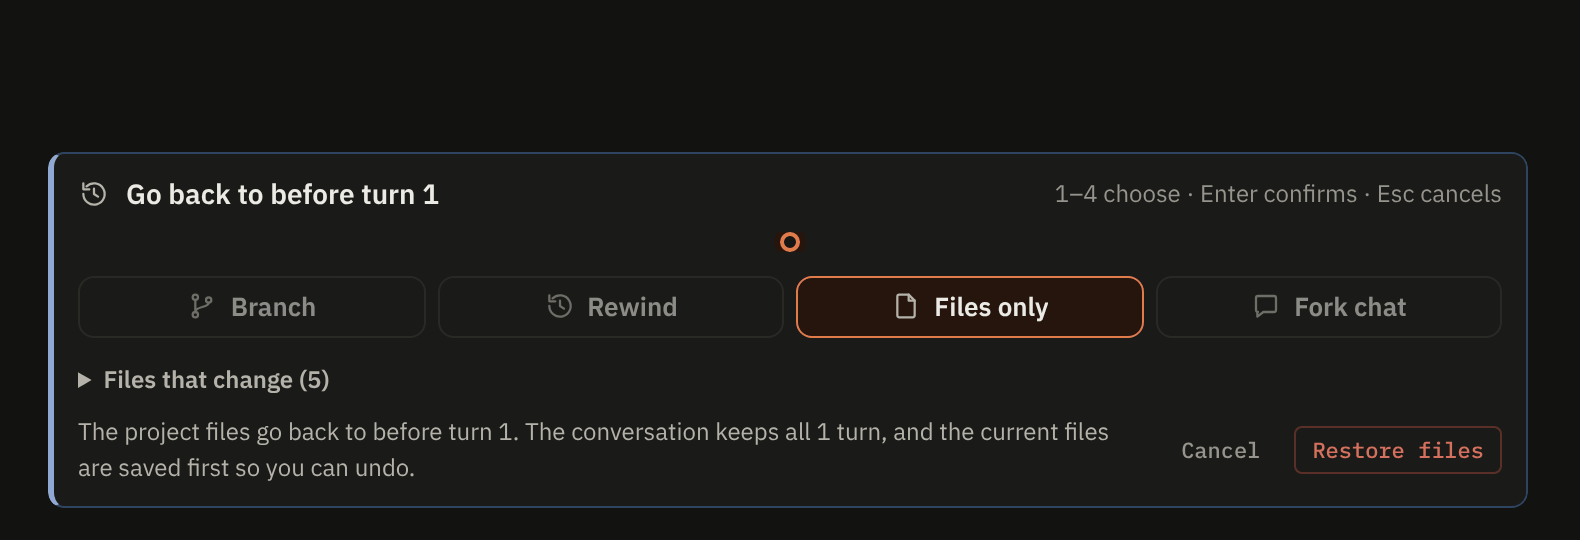 Go back to before turn 1
1–4 choose · Enter confirms · Esc cancels
Branch
Rewind
Files only
Fork chat
Files that change (5)
The project files go back to before turn 1. The conversation keeps all 1 turn, and the current files
are saved first so you can undo.
Cancel
Restore files